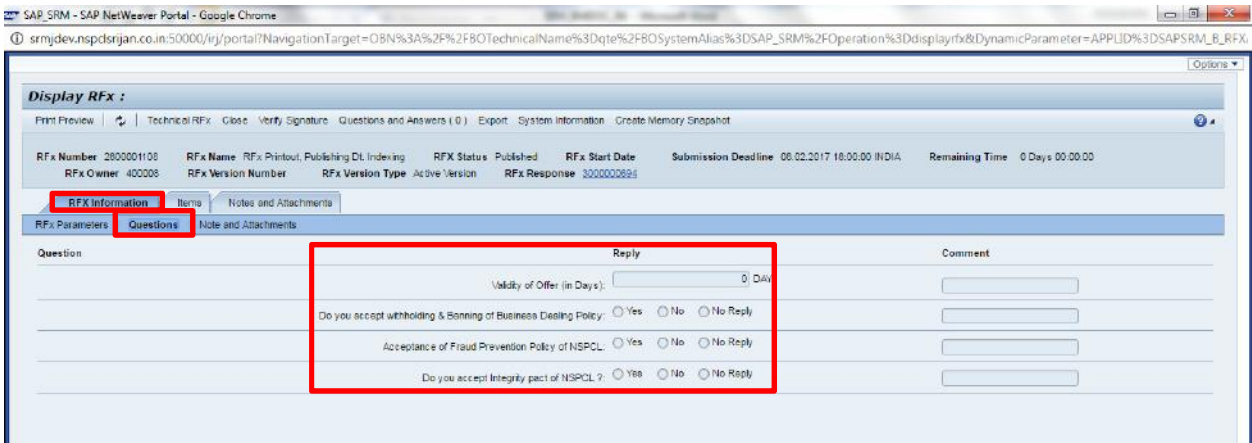 SAP_SRM - SAP NetWeaver Portal - Google Chrome
srmjdev.nspclsrijan.co.in:50000/irj/portal?NavigationTarget=OBN%3A%2F%2FBOTechnicalName%3Dqte%2FBOSystemAlias%3DSAP_SRM%2FOperation%3Ddisplayrfx&DynamicParameter=APPLID%3DSAPSRM_B_RFX
Options
Display RFx :
Print Preview Technical RFx Close Verify Signature Questions and Answers ( 0 ) Export System Information Create Memory Snapshot
RFx Number 2800001108 RFx Name RFx Printout, Publishing Dt. Indexing RFX Status Published RFx Start Date Submission Deadline 08.02.2017 18:00:00 INDIA Remaining Time 0 Days 00:00:00
RFx Owner 400008 RFx Version Number RFx Version Type Active Version RFx Response 3000000694
RFX Information Items Notes and Attachments
RFx Parameters Questions Note and Attachments
Question Reply Comment
Validity of Offer (in Days): 0 DAY
Do you accept withholding & Banning of Business Dealing Policy: Yes No No Reply
Acceptance of Fraud Prevention Policy of NSPCL: Yes No No Reply
Do you accept Integrity pact of NSPCL ?: Yes No No Reply